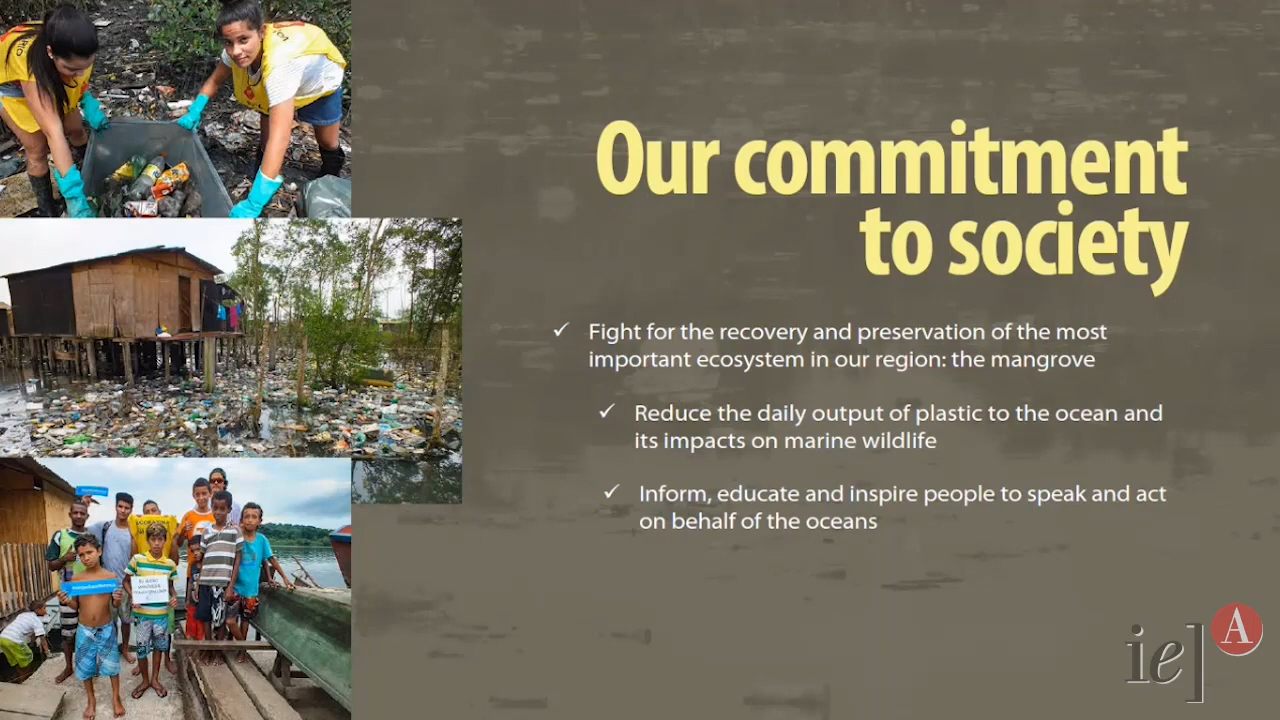 Our commitment
to society
✓ Fight for the recovery and preservation of the most
important ecosystem in our region: the mangrove
✓ Reduce the daily output of plastic to the ocean and
its impacts on marine wildlife
✓ Inform, educate and inspire people to speak and act
on behalf of the oceans
RIO
ie] A